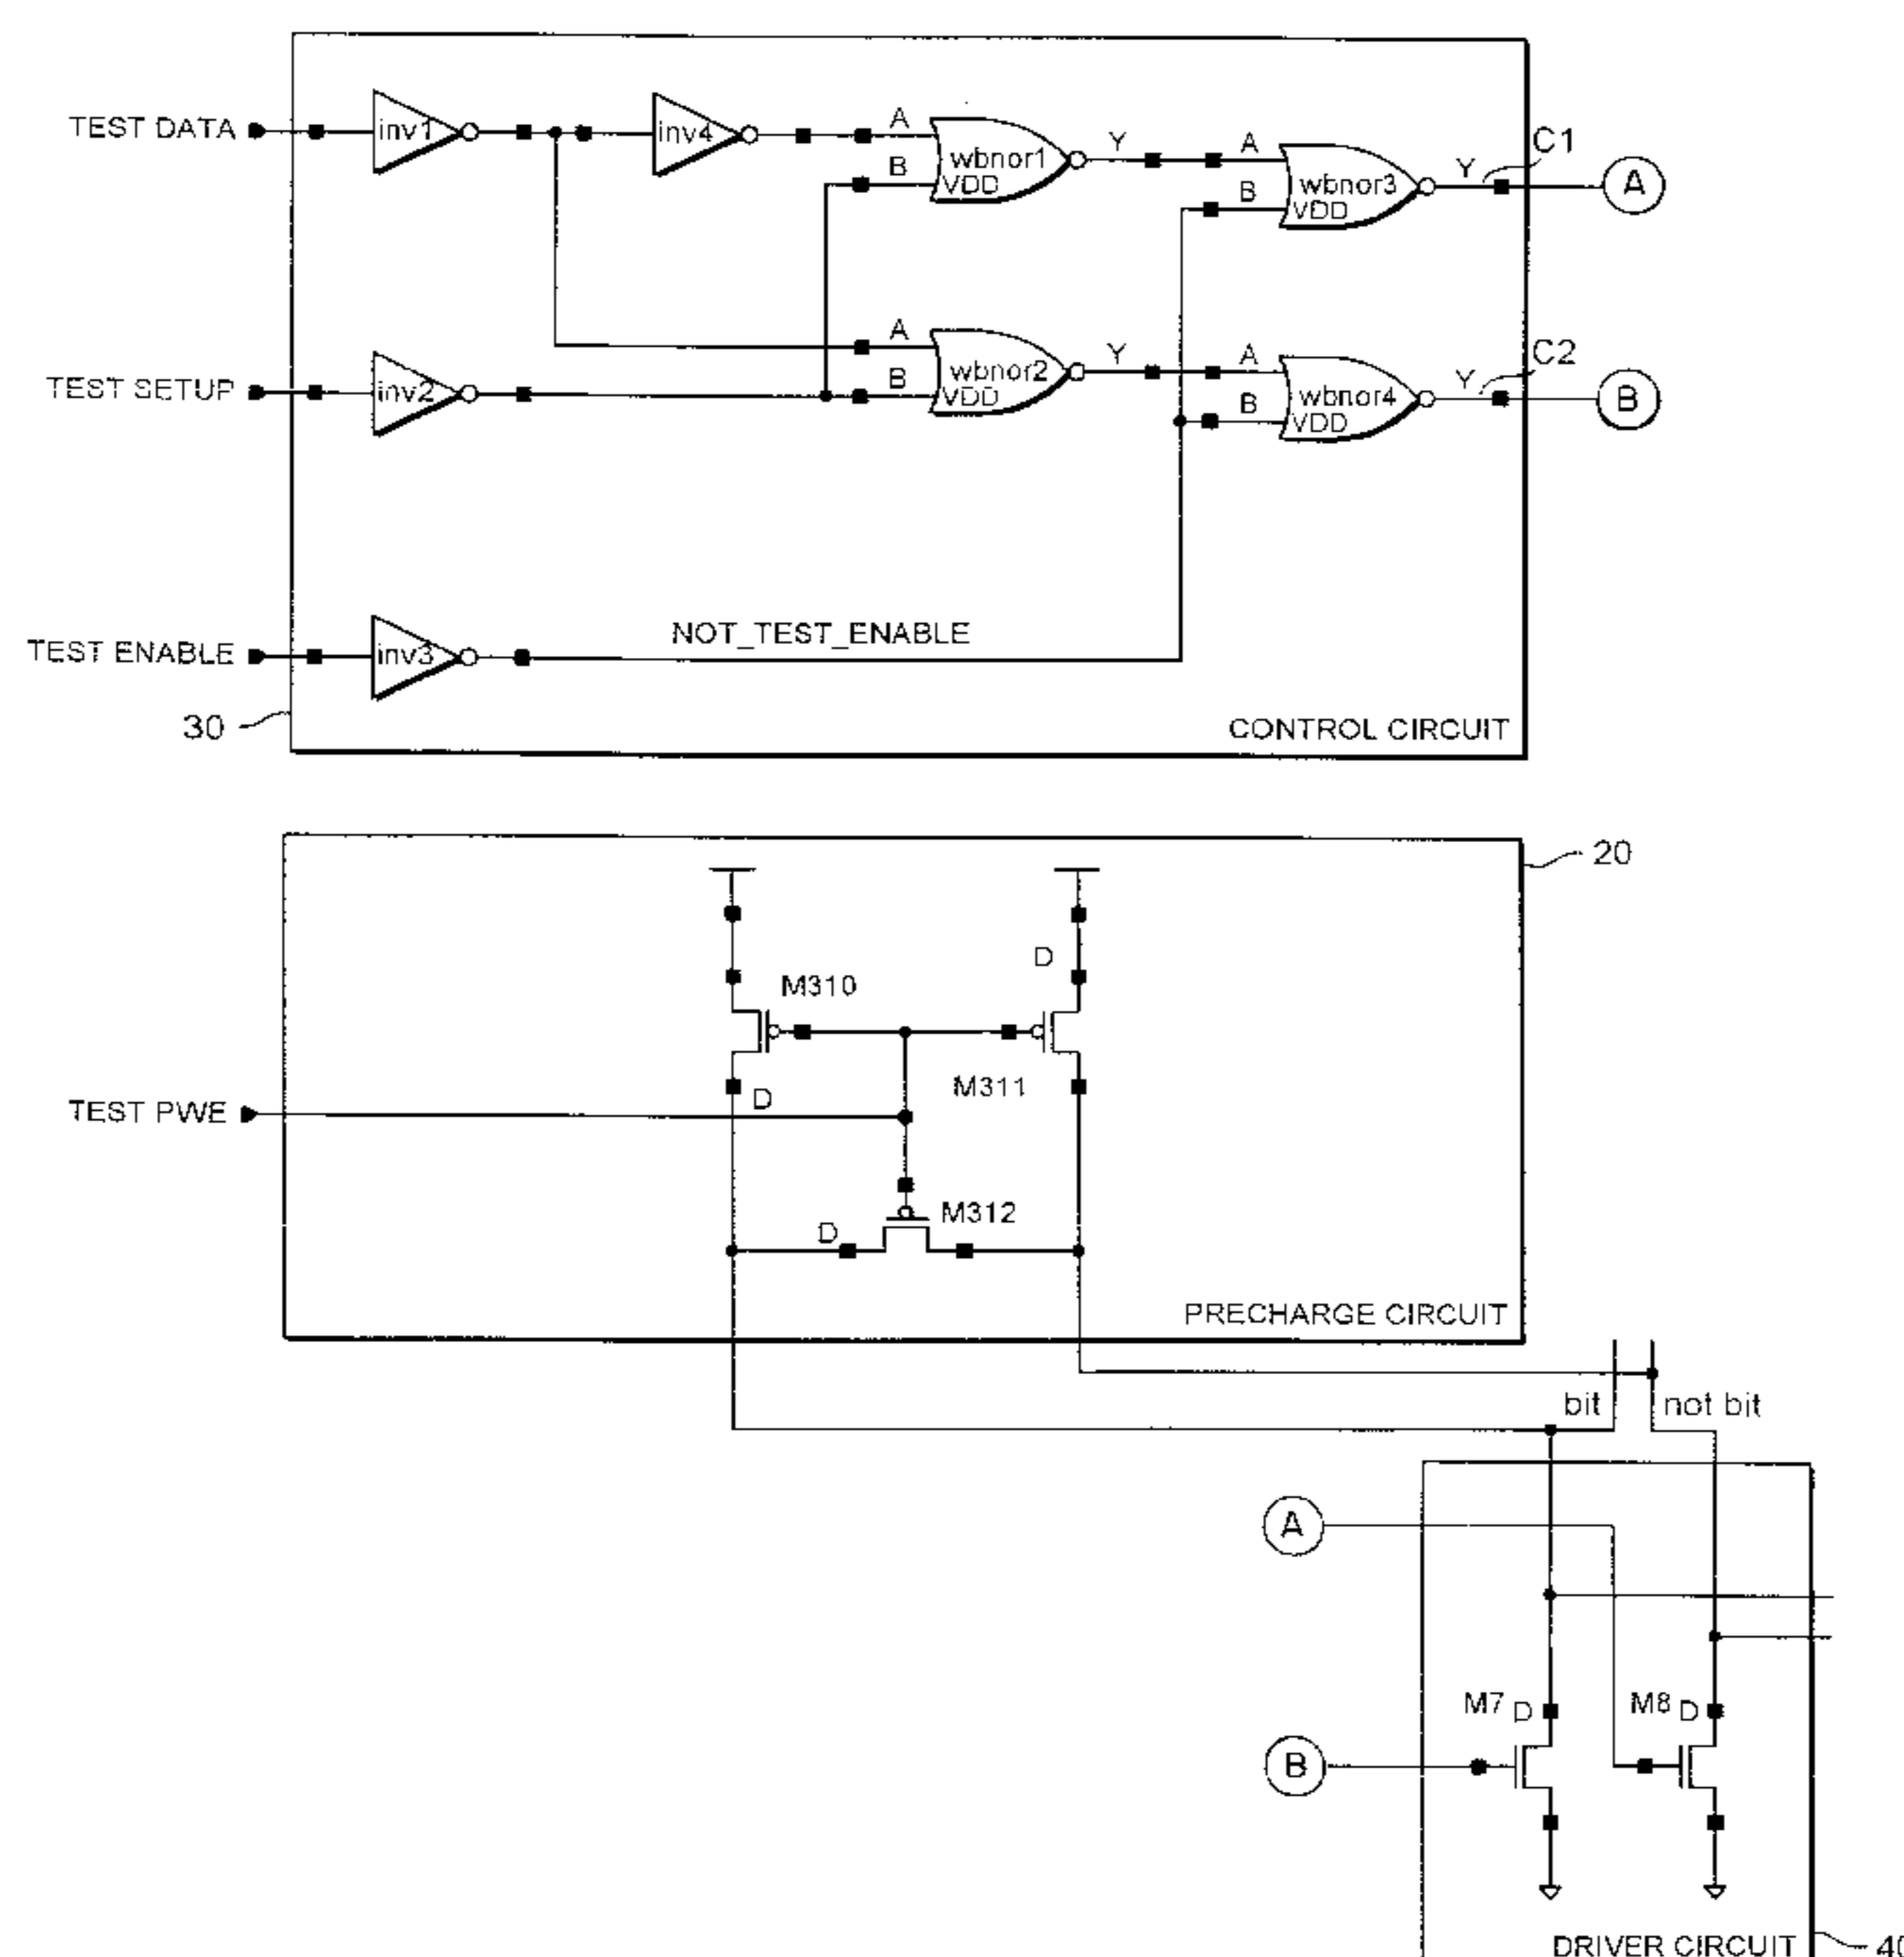 TEST DATA
inv1
inv4
A
B
wbnor1
VDD
Y
A
B
wbnor3
VDD
Y
C1
A
TEST SETUP
inv2
A
B
wbnor2
VDD
Y
A
B
wbnor4
VDD
Y
C2
B
TEST ENABLE
inv3
NOT_TEST_ENABLE
30
CONTROL CIRCUIT
20
D
M310
M311
D
TEST PWE
M312
D
PRECHARGE CIRCUIT
bit
not bit
A
M7
D
M8
D
B
DRIVER CIRCUIT
40